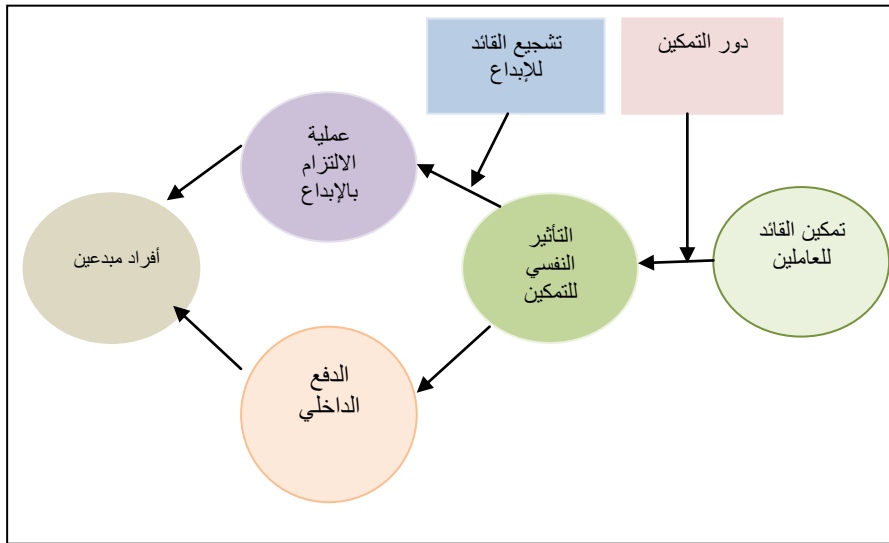 دور التمكين
تشجيع القائد
للإبداع
عملية
الالتزام
بالإبداع
تمكين القائد
للعاملين
التأثير
النفسي
للتمكين
أفراد مبدعين
الدفع
الداخلي